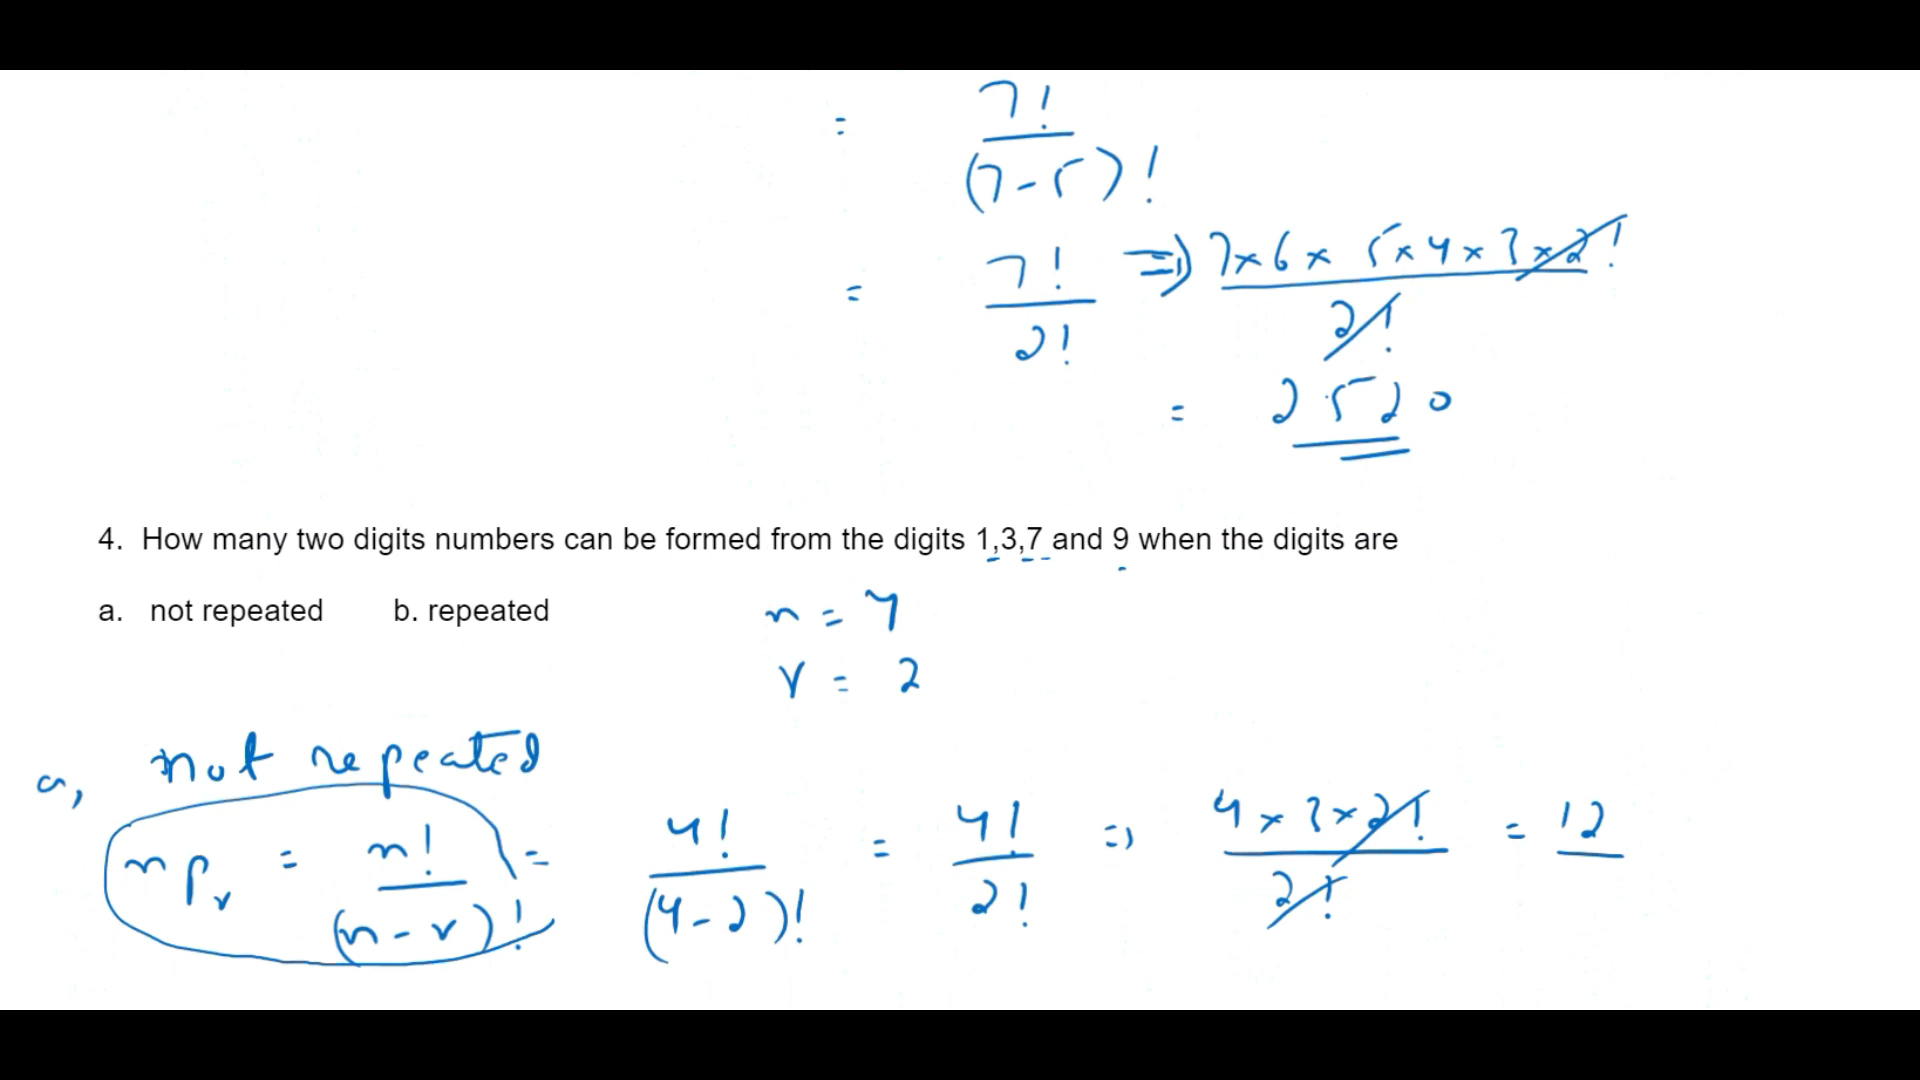 = 7! / (7-5)!
= 7! / 2! => 7×6×5×4×3×2! / 2!
= 2520
4. How many two digits numbers can be formed from the digits 1,3,7 and 9 when the digits are
a. not repeated b. repeated
n = 4
r = 2
a, not repeated
nPr = n! / (n-r)! = 4! / (4-2)! = 4! / 2! => 4×3×2! / 2! = 12